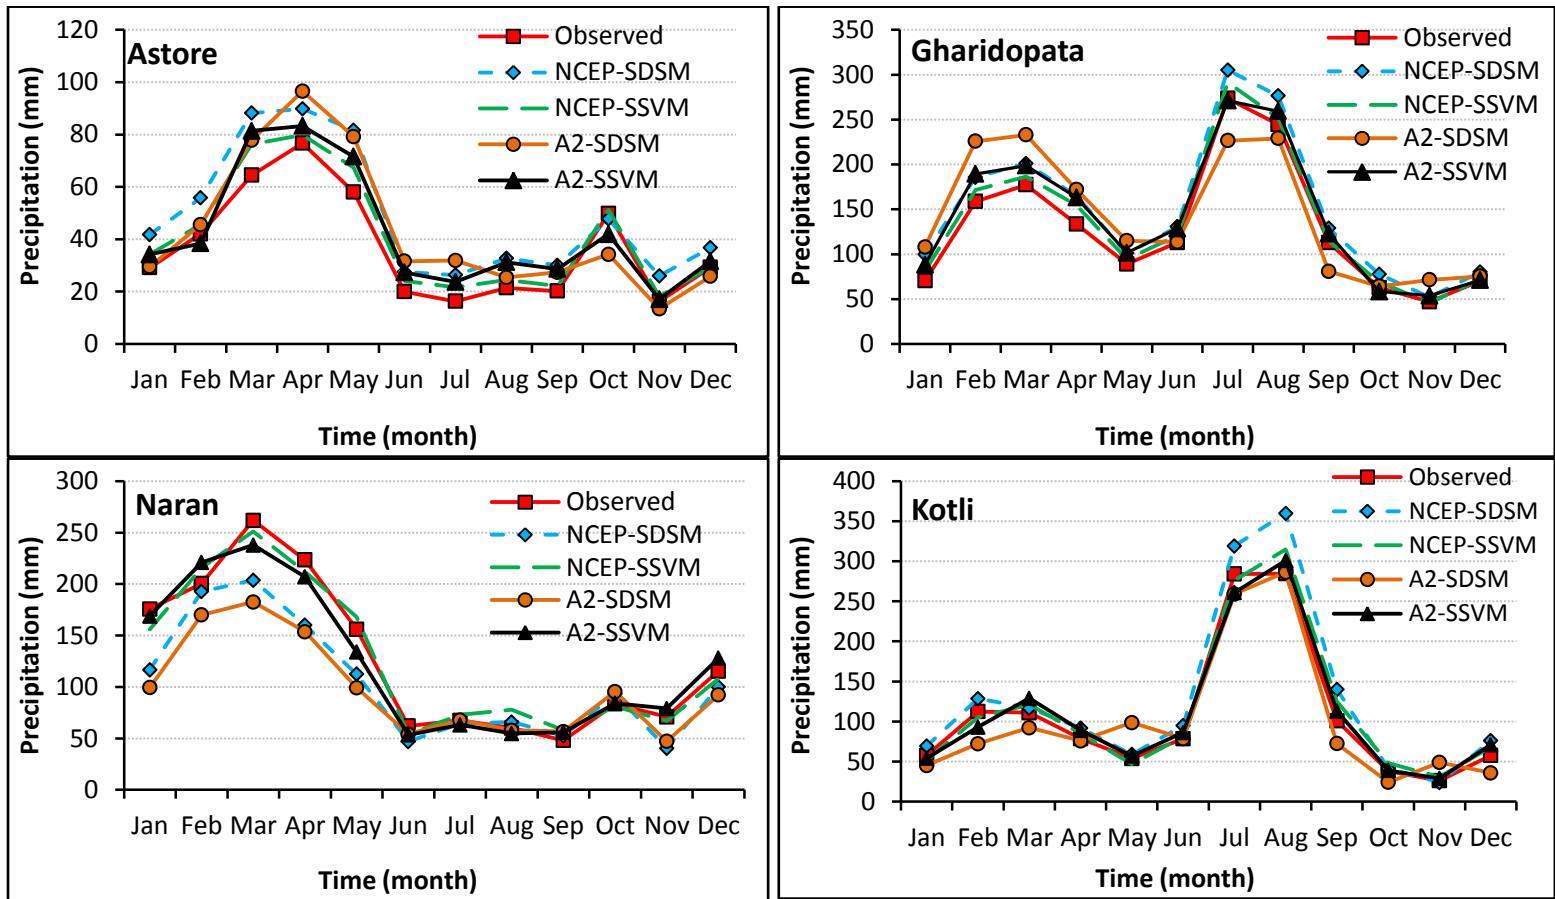 Astore
Precipitation (mm)
120
100
80
60
40
20
0
Jan Feb Mar Apr May Jun Jul Aug Sep Oct Nov Dec
Time (month)
Observed
NCEP-SDSM
NCEP-SSVM
A2-SDSM
A2-SSVM
Gharidopata
Precipitation (mm)
350
300
250
200
150
100
50
0
Jan Feb Mar Apr May Jun Jul Aug Sep Oct Nov Dec
Time (month)
Observed
NCEP-SDSM
NCEP-SSVM
A2-SDSM
A2-SSVM
Naran
Precipitation (mm)
300
250
200
150
100
50
0
Jan Feb Mar Apr May Jun Jul Aug Sep Oct Nov Dec
Time (month)
Observed
NCEP-SDSM
NCEP-SSVM
A2-SDSM
A2-SSVM
Kotli
Precipitation (mm)
400
350
300
250
200
150
100
50
0
Jan Feb Mar Apr May Jun Jul Aug Sep Oct Nov Dec
Time (month)
Observed
NCEP-SDSM
NCEP-SSVM
A2-SDSM
A2-SSVM